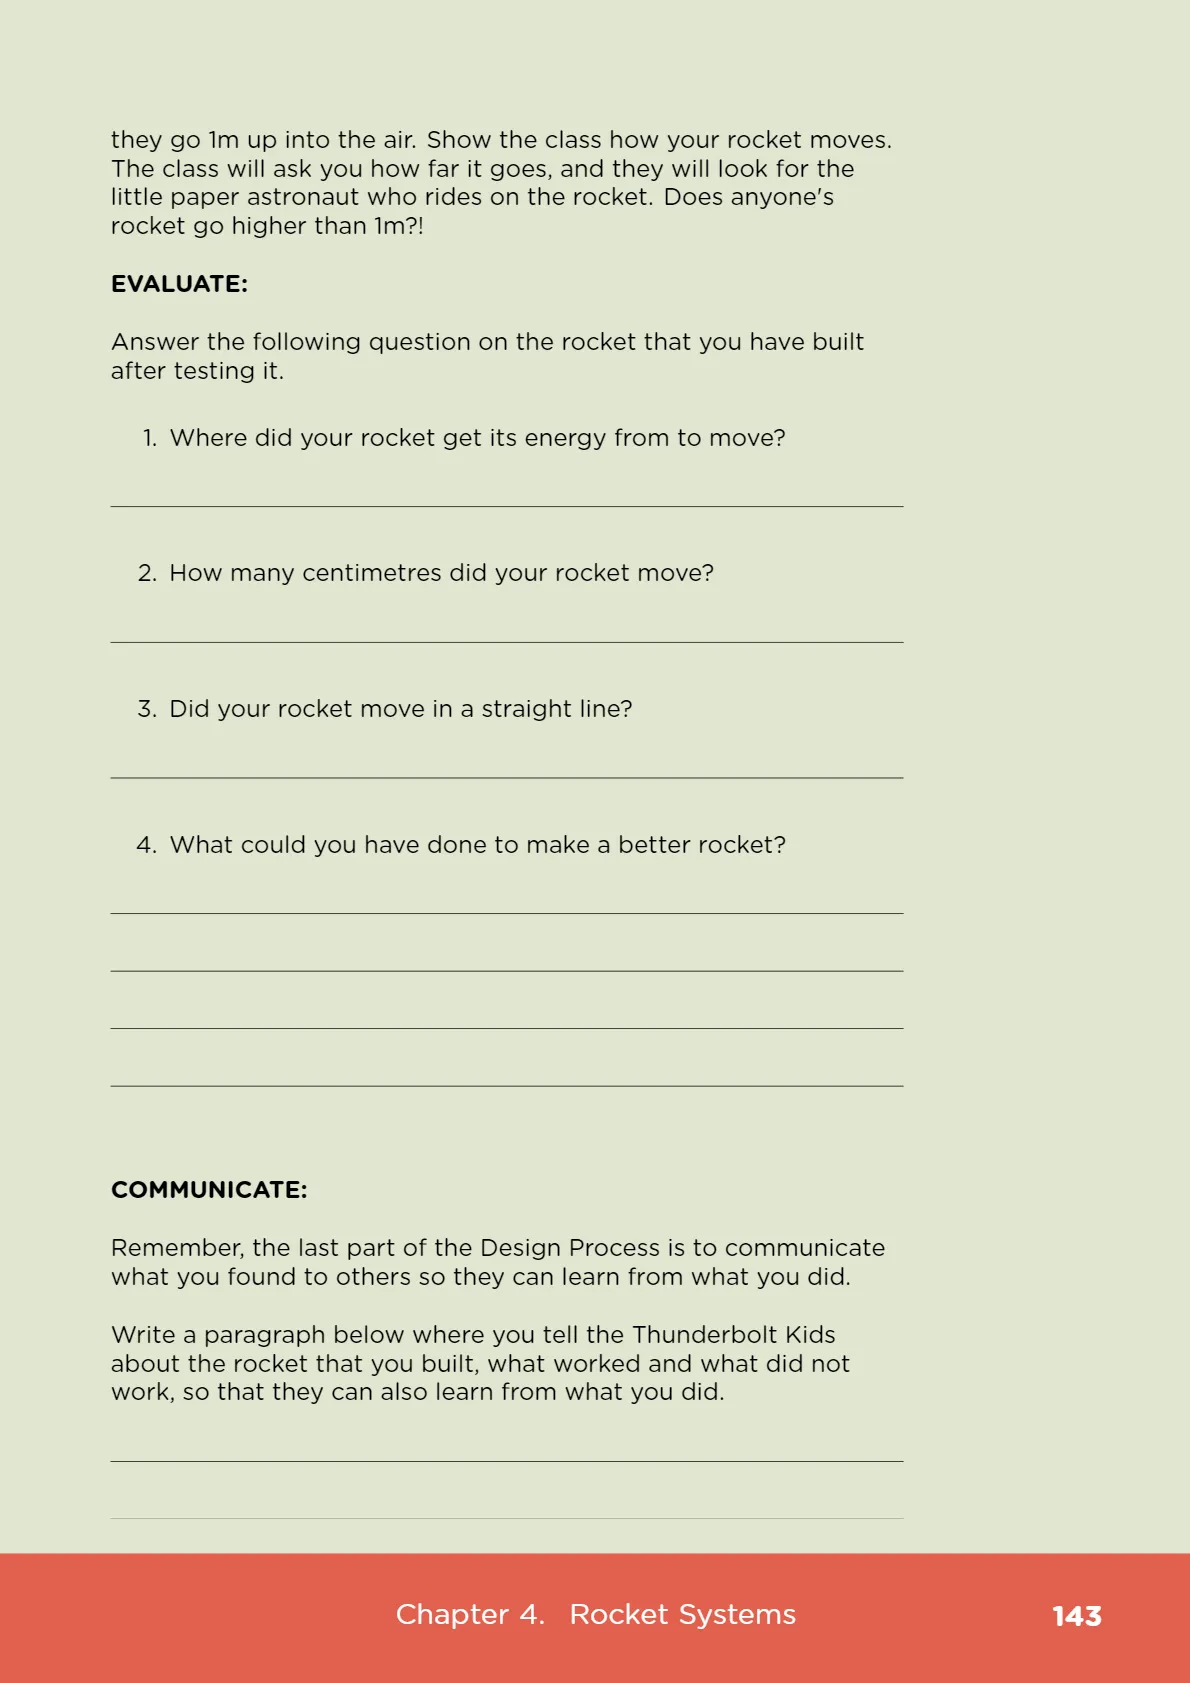 they go 1m up into the air. Show the class how your rocket moves.
The class will ask you how far it goes, and they will look for the
little paper astronaut who rides on the rocket. Does anyone's
rocket go higher than 1m?!
EVALUATE:
Answer the following question on the rocket that you have built
after testing it.
1. Where did your rocket get its energy from to move?
2. How many centimetres did your rocket move?
3. Did your rocket move in a straight line?
4. What could you have done to make a better rocket?
COMMUNICATE:
Remember, the last part of the Design Process is to communicate
what you found to others so they can learn from what you did.
Write a paragraph below where you tell the Thunderbolt Kids
about the rocket that you built, what worked and what did not
work, so that they can also learn from what you did.
Chapter 4. Rocket Systems 143